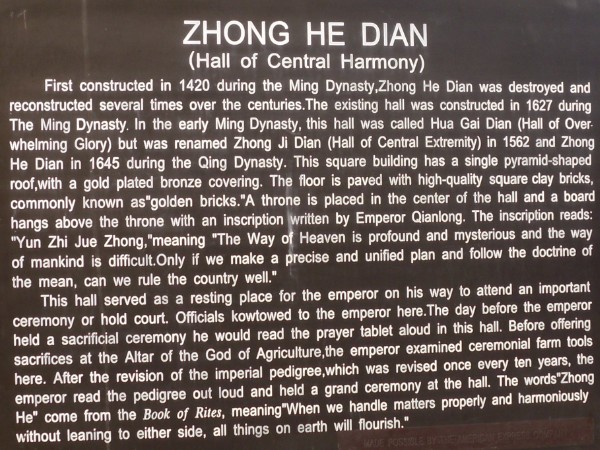 ZHONG HE DIAN
(Hall of Central Harmony)
First constructed in 1420 during the Ming Dynasty,Zhong He Dian was destroyed and
reconstructed several times over the centuries.The existing hall was constructed in 1627 during
The Ming Dynasty. In the early Ming Dynasty, this hall was called Hua Gai Dian (Hall of Over-
whelming Glory) but was renamed Zhong Ji Dian (Hall of Central Extremity) in 1562 and Zhong
He Dian in 1645 during the Qing Dynasty. This square building has a single pyramid-shaped
roof,with a gold plated bronze covering. The floor is paved with high-quality square clay bricks,
commonly known as"golden bricks."A throne is placed in the center of the hall and a board
hangs above the throne with an inscription written by Emperor Qianlong. The inscription reads:
"Yun Zhi Jue Zhong,"meaning "The Way of Heaven is profound and mysterious and the way
of mankind is difficult.Only if we make a precise and unified plan and follow the doctrine of
the mean, can we rule the country well."
This hall served as a resting place for the emperor on his way to attend an important
ceremony or hold court. Officials kowtowed to the emperor here.The day before the emperor
held a sacrificial ceremony he would read the prayer tablet aloud in this hall. Before offering
sacrifices at the Altar of the God of Agriculture,the emperor examined ceremonial farm tools
here. After the revision of the imperial pedigree,which was revised once every ten years, the
emperor read the pedigree out loud and held a grand ceremony at the hall. The words"Zhong
He" come from the Book of Rites, meaning"When we handle matters properly and harmoniously
without leaning to either side, all things on earth will flourish."